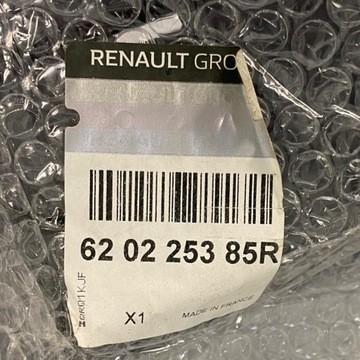 RENAULT GRO
62 02 253 85R
X1
MADE IN FRANCE